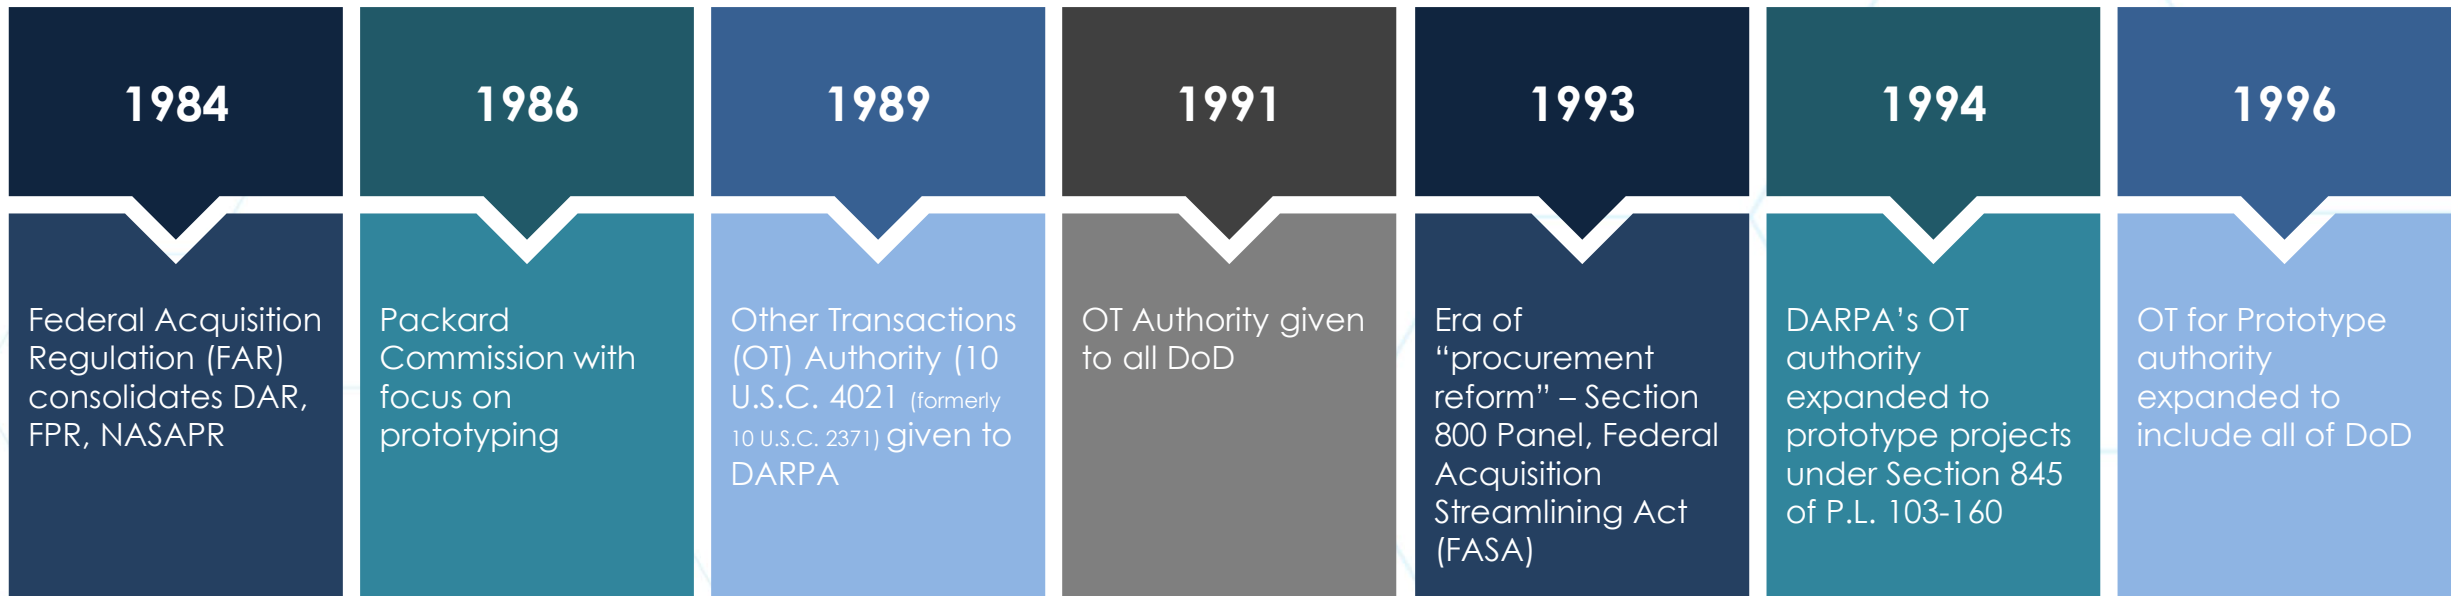 1984
Federal Acquisition
Regulation (FAR)
consolidates DAR,
FPR, NASAPR
1986
Packard
Commission with
focus on
prototyping
1989
Other Transactions
(OT) Authority (10
U.S.C. 4021 (formerly
10 U.S.C. 2371) given to
DARPA
1991
OT Authority given
to all DoD
1993
Era of
“procurement
reform” – Section
800 Panel, Federal
Acquisition
Streamlining Act
(FASA)
1994
DARPA’s OT
authority
expanded to
prototype projects
under Section 845
of P.L. 103-160
1996
OT for Prototype
authority
expanded to
include all of DoD